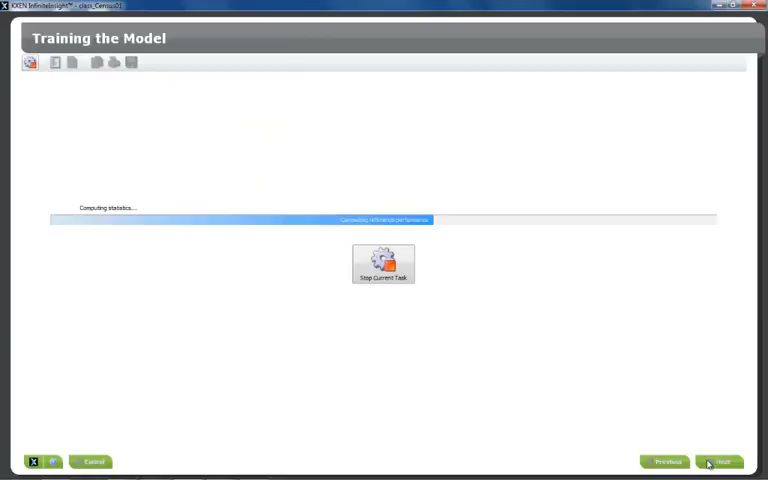 KXEN InfiniteInsight™ - class_Census01
Training the Model
Computing statistics...
Computing reference performance
Stop Current Task
X
Cancel
Previous
Next